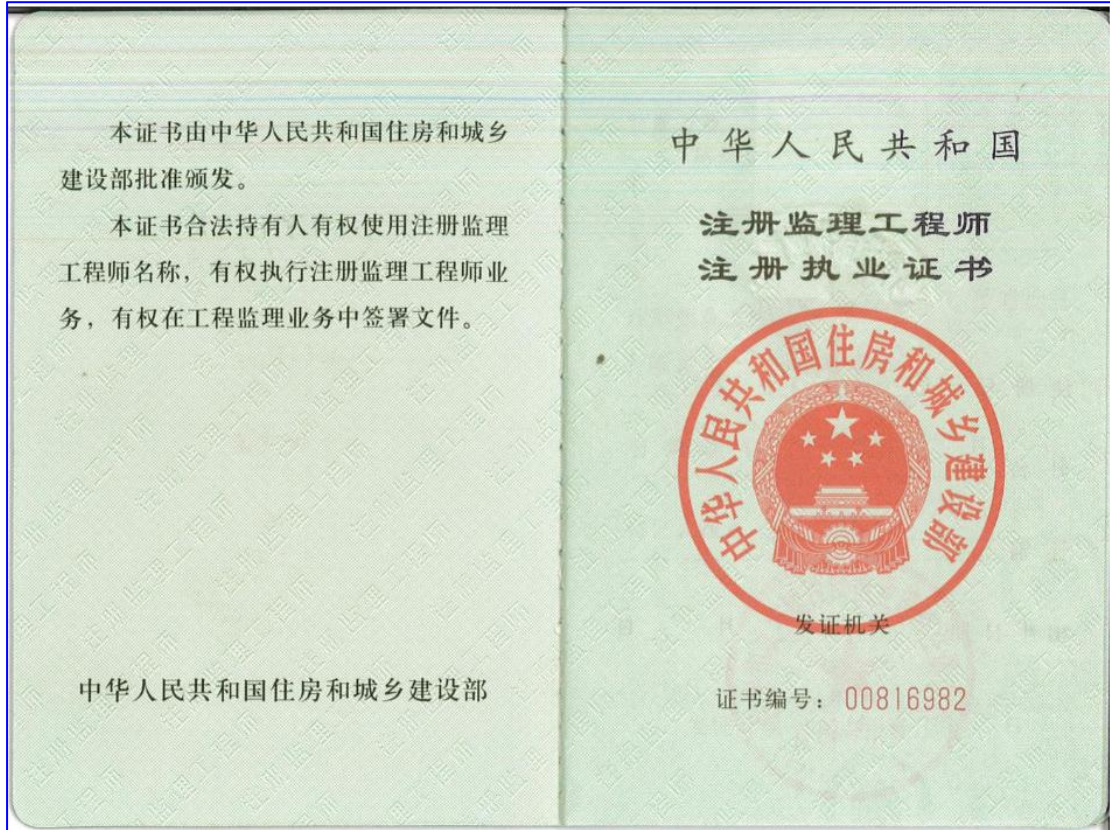 本证书由中华人民共和国住房和城乡
建设部批准颁发。
本证书合法持有人有权使用注册监理
工程师名称，有权执行注册监理工程师业
务，有权在工程监理业务中签署文件。
中华人民共和国住房和城乡建设部
中华人民共和国
注册监理工程师
注册执业证书
中华人民共和国住房和城乡建设部
发证机关
证书编号：00816982